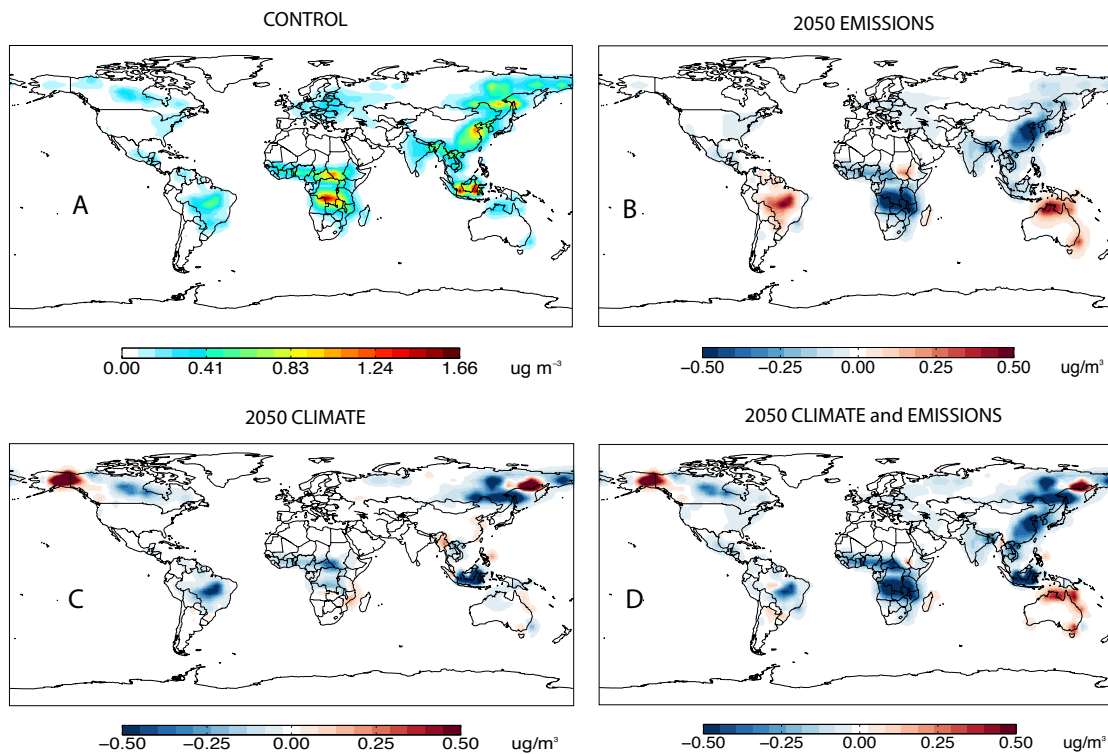 CONTROL
2050 EMISSIONS
A
B
0.00 0.41 0.83 1.24 1.66 ug m⁻³
−0.50 −0.25 0.00 0.25 0.50 ug/m³
2050 CLIMATE
2050 CLIMATE and EMISSIONS
C
D
−0.50 −0.25 0.00 0.25 0.50 ug/m³
−0.50 −0.25 0.00 0.25 0.50 ug/m³